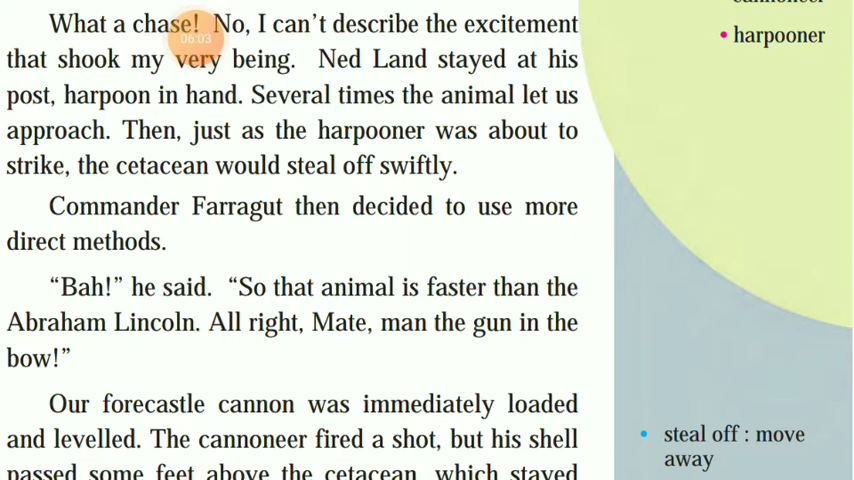 What a chase! No, I can't describe the excitement
that shook my very being. Ned Land stayed at his
post, harpoon in hand. Several times the animal let us
approach. Then, just as the harpooner was about to
strike, the cetacean would steal off swiftly.
Commander Farragut then decided to use more
direct methods.
“Bah!” he said. “So that animal is faster than the
Abraham Lincoln. All right, Mate, man the gun in the
bow!”
Our forecastle cannon was immediately loaded
and levelled. The cannoneer fired a shot, but his shell
passed some feet above the cetacean, which stayed
06:03
cannoneer
• harpooner
• steal off : move
away